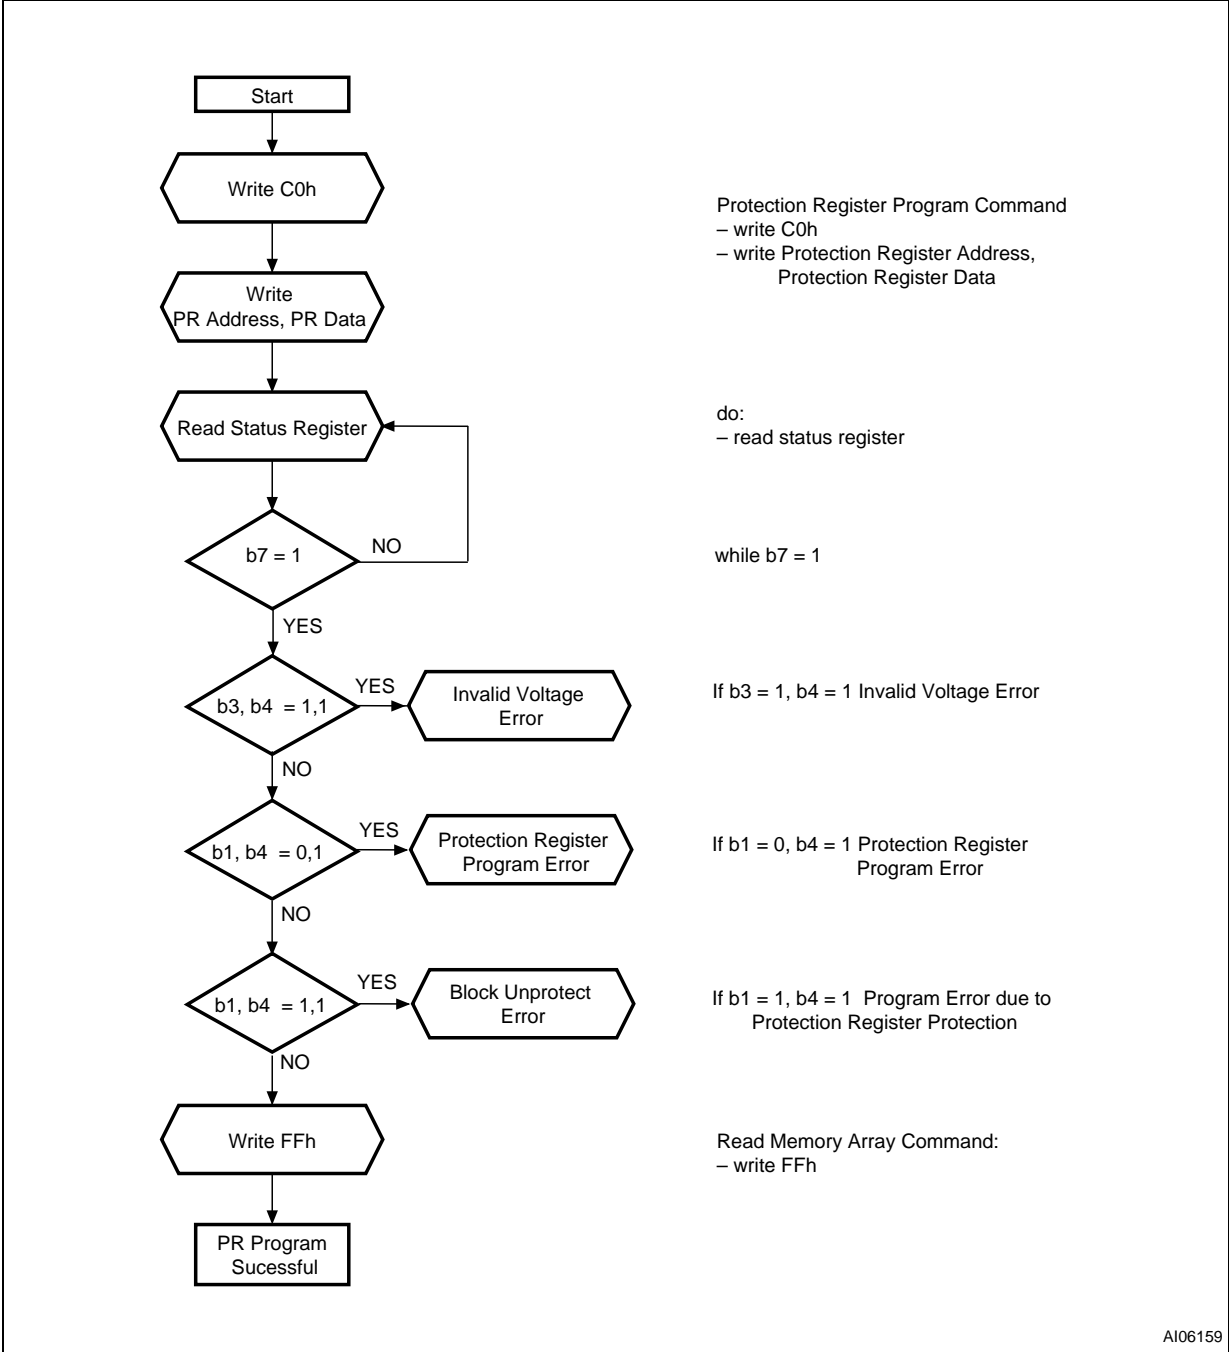 Start
Write C0h
Protection Register Program Command
– write C0h
– write Protection Register Address,
Protection Register Data
Write
PR Address, PR Data
Read Status Register
do:
– read status register
b7 = 1
NO
while b7 = 1
YES
b3, b4 = 1,1
YES
Invalid Voltage
Error
If b3 = 1, b4 = 1 Invalid Voltage Error
NO
b1, b4 = 0,1
YES
Protection Register
Program Error
If b1 = 0, b4 = 1 Protection Register
Program Error
NO
b1, b4 = 1,1
YES
Block Unprotect
Error
If b1 = 1, b4 = 1 Program Error due to
Protection Register Protection
NO
Write FFh
Read Memory Array Command:
– write FFh
PR Program
Sucessful
AI06159